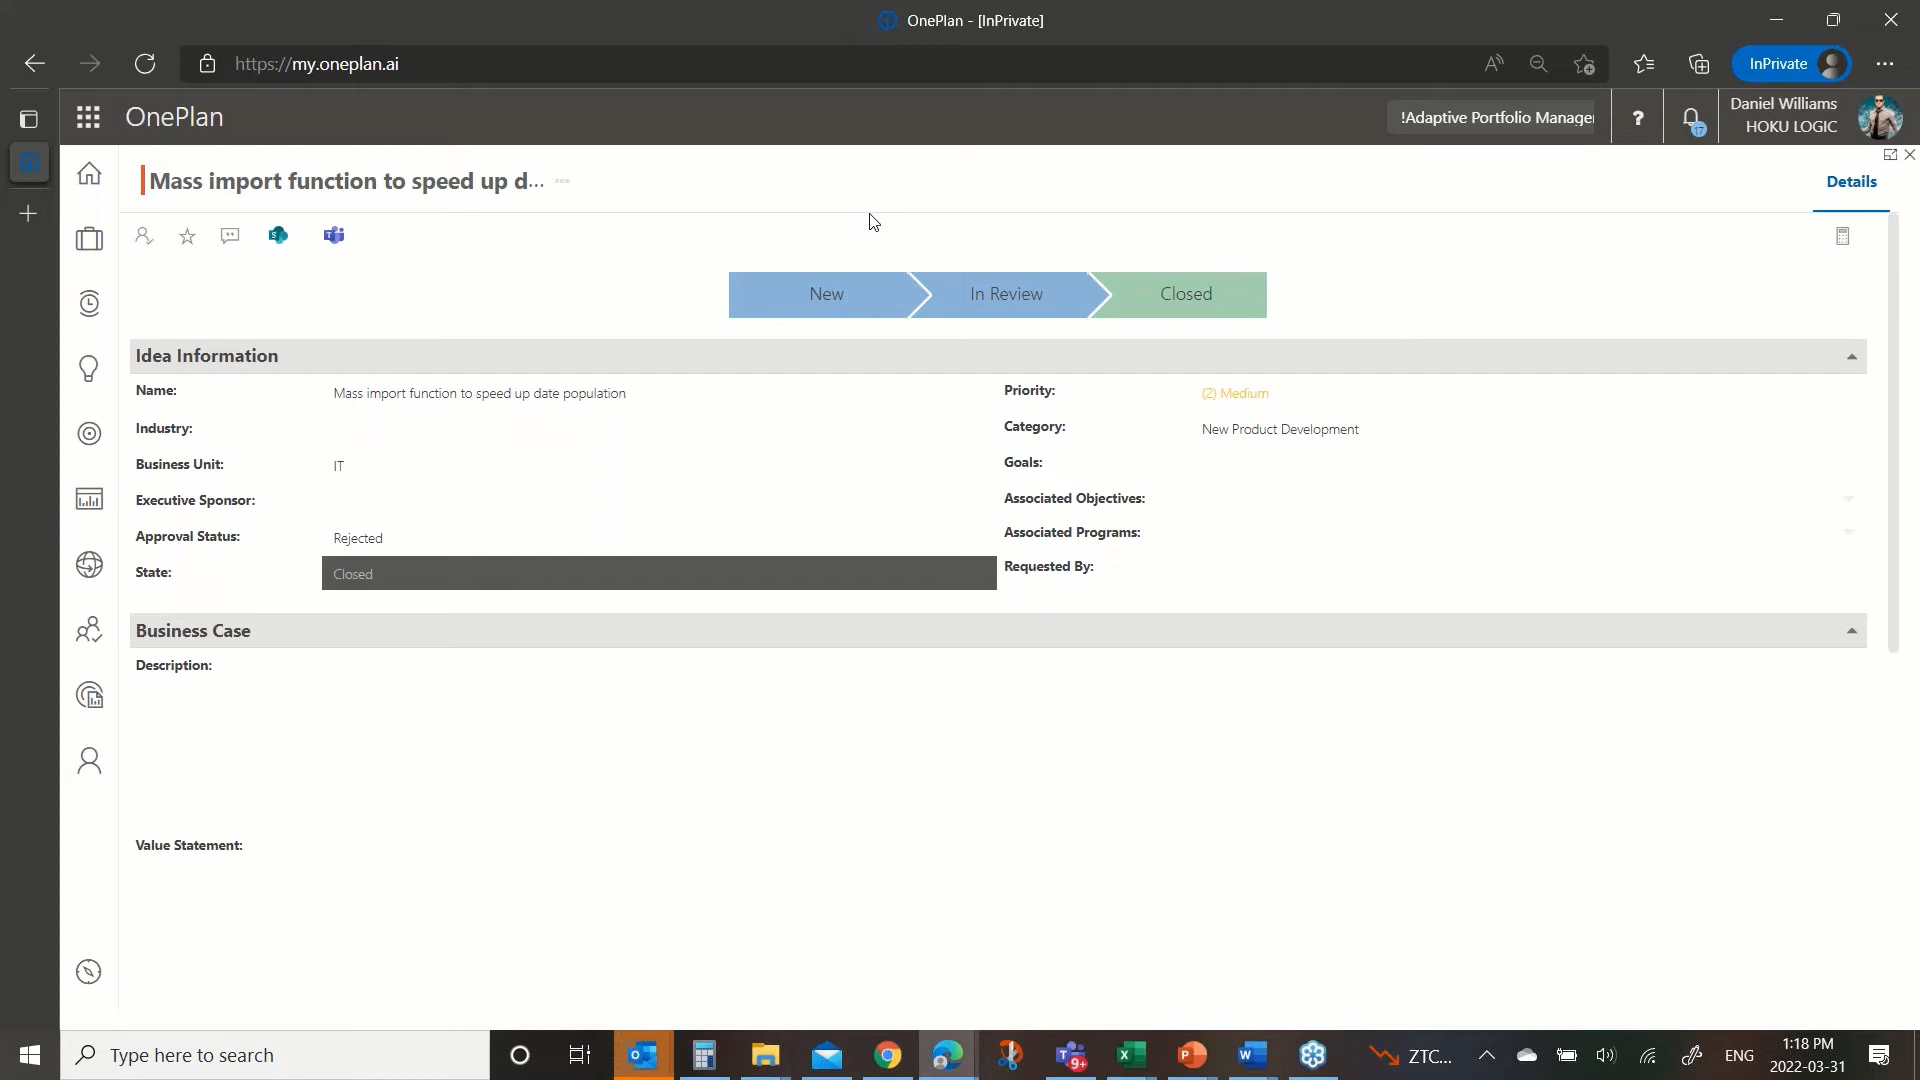 OnePlan - [InPrivate]
https://my.oneplan.ai
InPrivate
OnePlan
!Adaptive Portfolio Manage
?
17
Daniel Williams
HOKU LOGIC
Mass import function to speed up d...
Details
New
In Review
Closed
Idea Information
Name: Mass import function to speed up date population
Priority: (2) Medium
Industry:
Category: New Product Development
Business Unit: IT
Goals:
Executive Sponsor:
Associated Objectives:
Approval Status: Rejected
Associated Programs:
State: Closed
Requested By:
Business Case
Description:
Value Statement:
Type here to search
9+
ZTC...
ENG
1:18 PM
2022-03-31